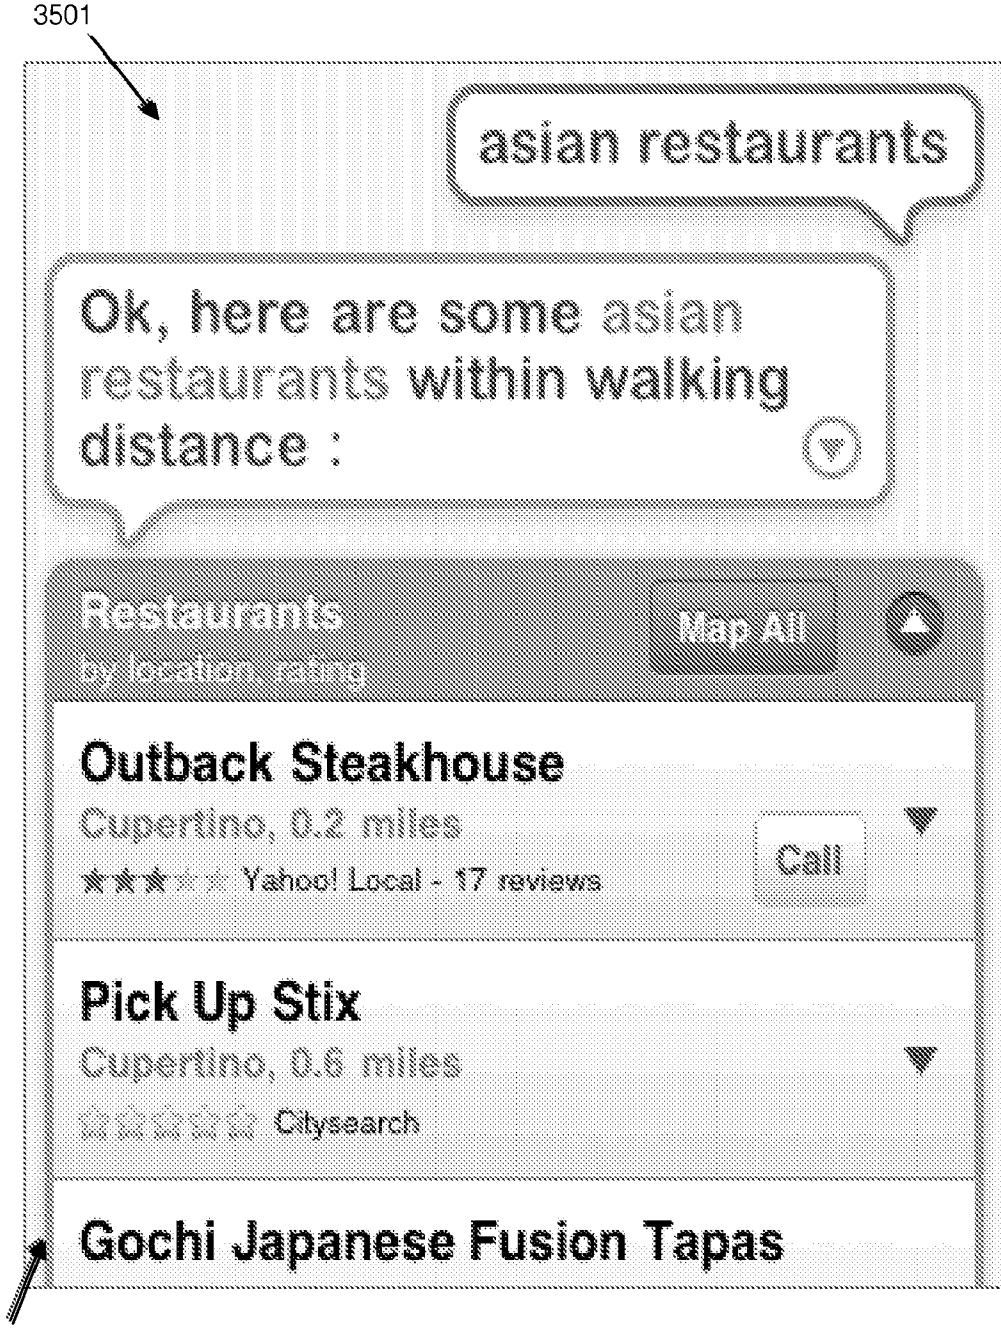 3501
asian restaurants
Ok, here are some asian
restaurants within walking
distance :
Restaurants
Map All
by location, rating
Outback Steakhouse
Cupertino, 0.2 miles
Call
Yahoo! Local - 17 reviews
Pick Up Stix
Cupertino, 0.6 miles
Citysearch
Gochi Japanese Fusion Tapas